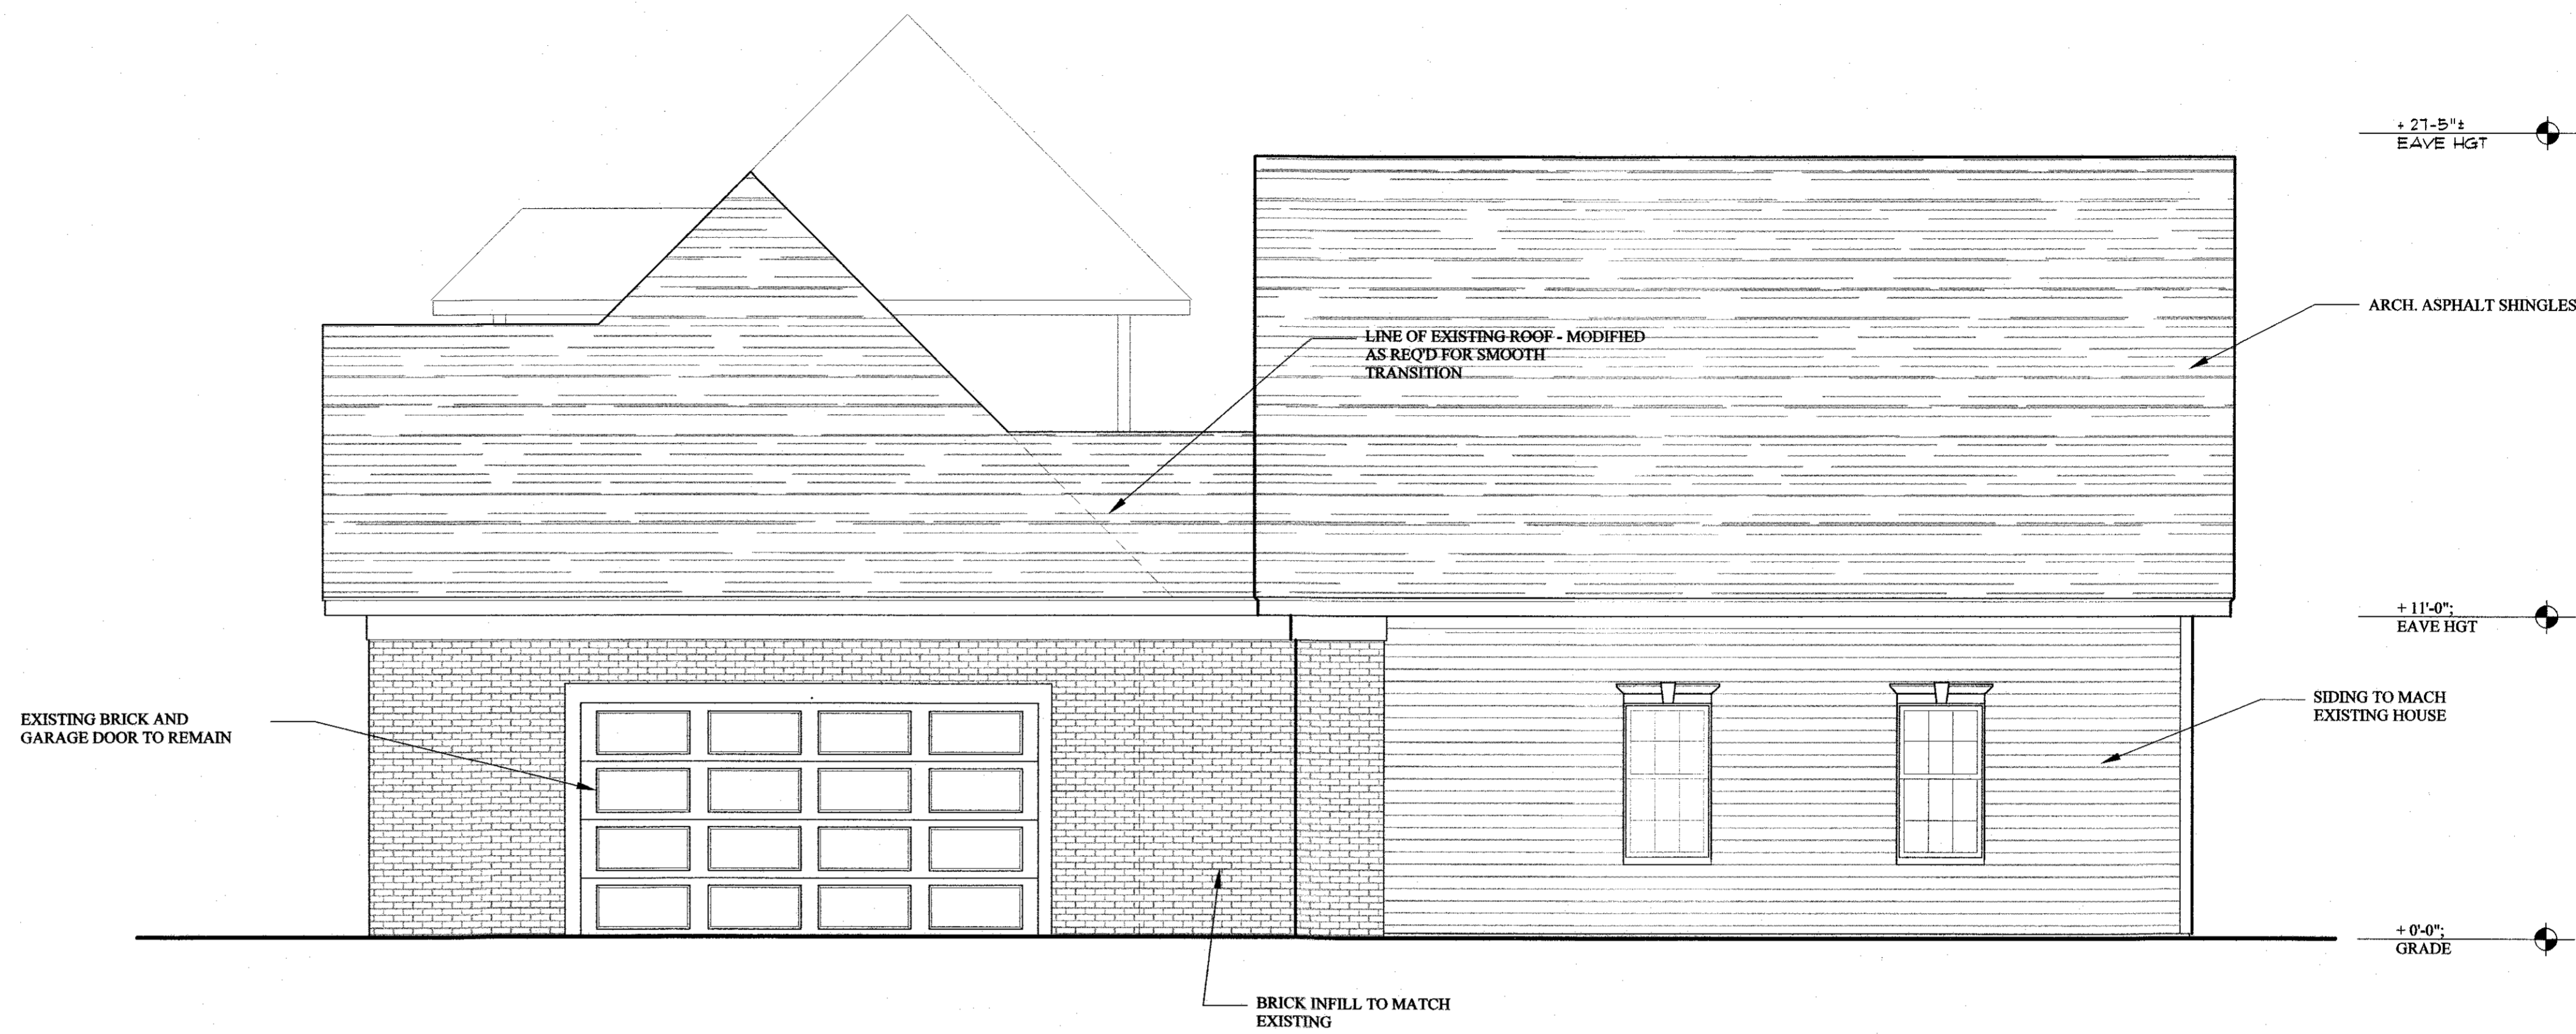 + 27-5"±
EAVE HGT
ARCH. ASPHALT SHINGLES
LINE OF EXISTING ROOF - MODIFIED
AS REQ'D FOR SMOOTH
TRANSITION
+ 11'-0";
EAVE HGT
EXISTING BRICK AND
GARAGE DOOR TO REMAIN
SIDING TO MACH
EXISTING HOUSE
+ 0'-0";
GRADE
BRICK INFILL TO MATCH
EXISTING